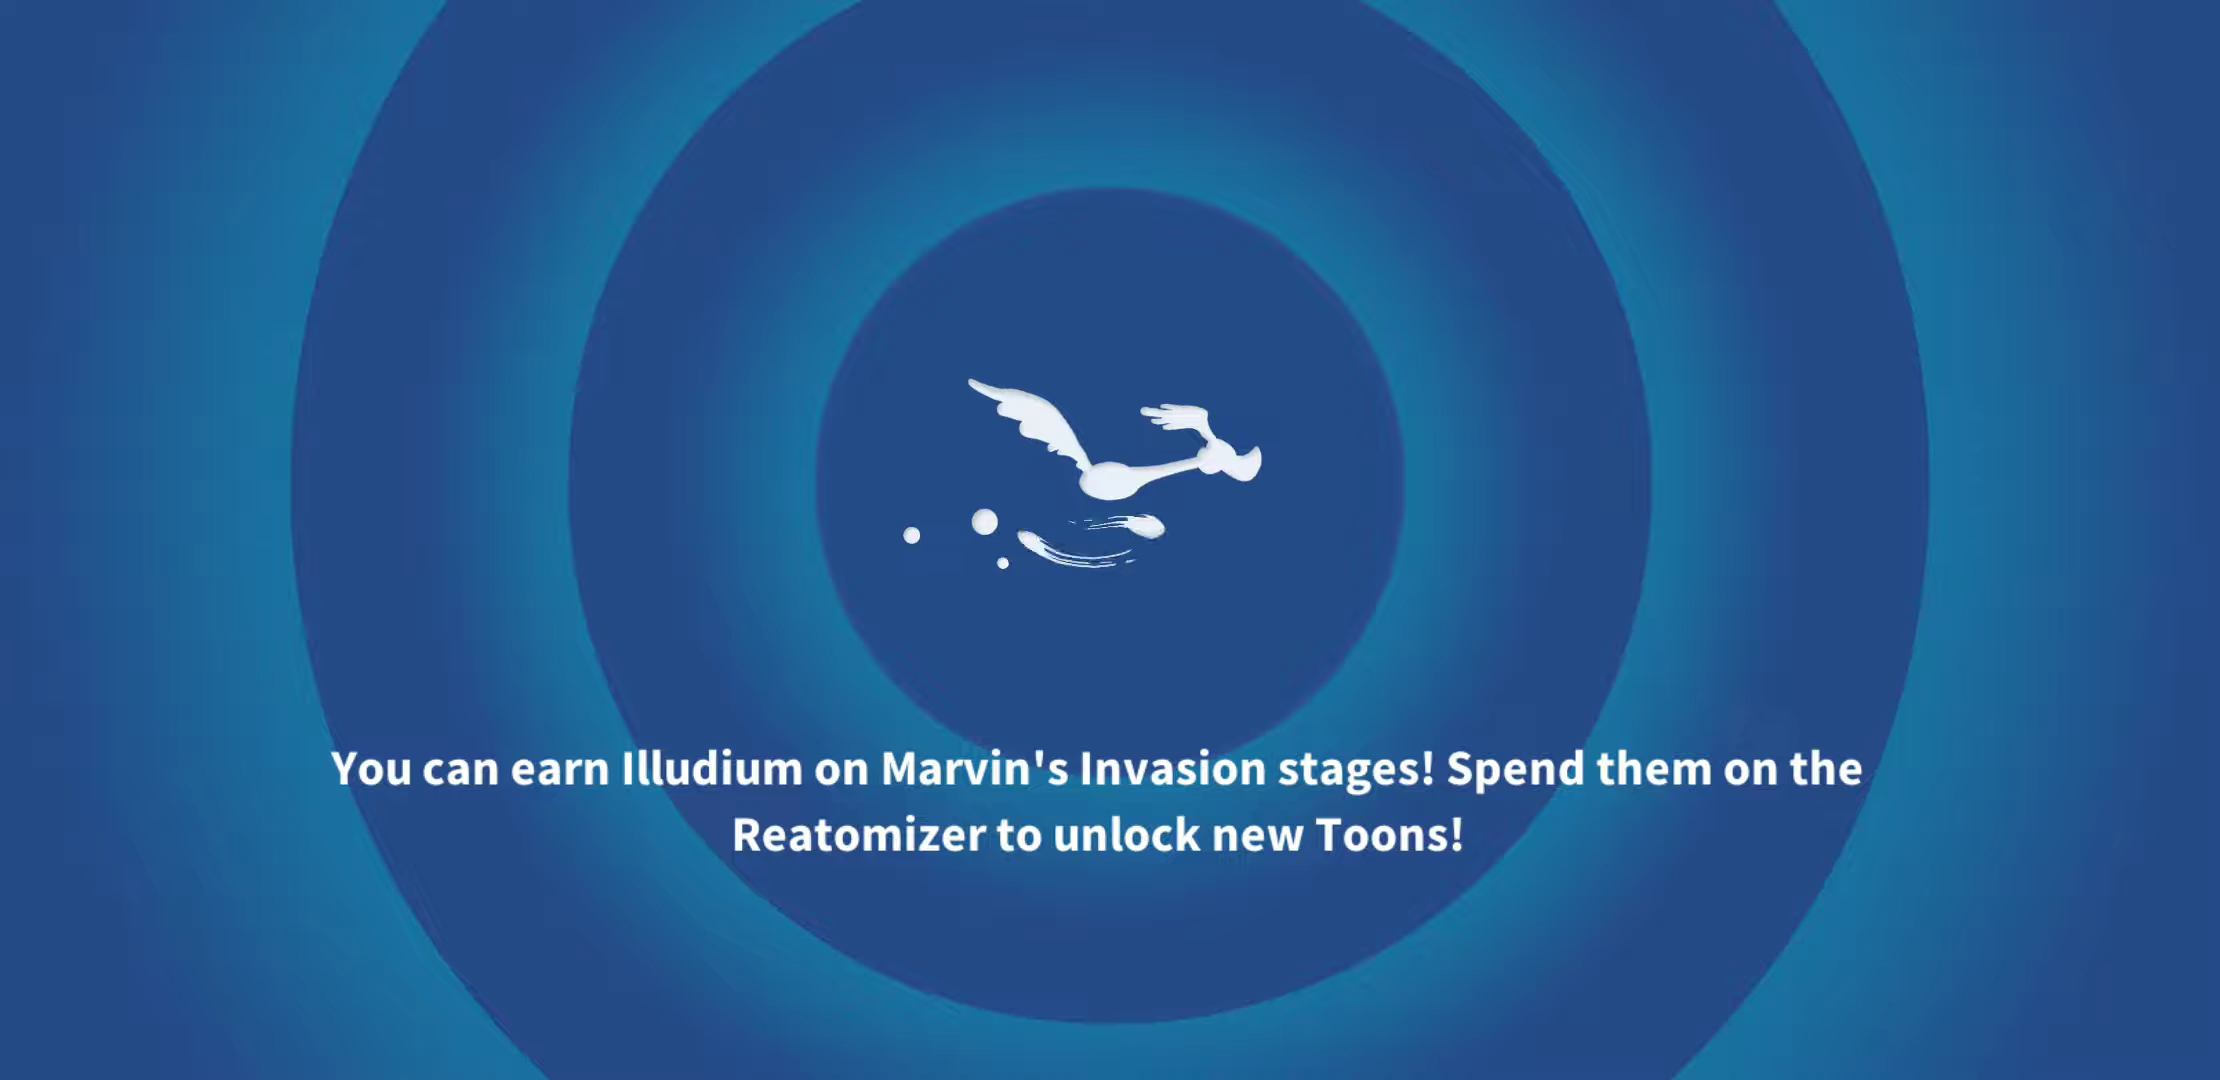 You can earn Illudium on Marvin's Invasion stages! Spend them on the
Reatomizer to unlock new Toons!